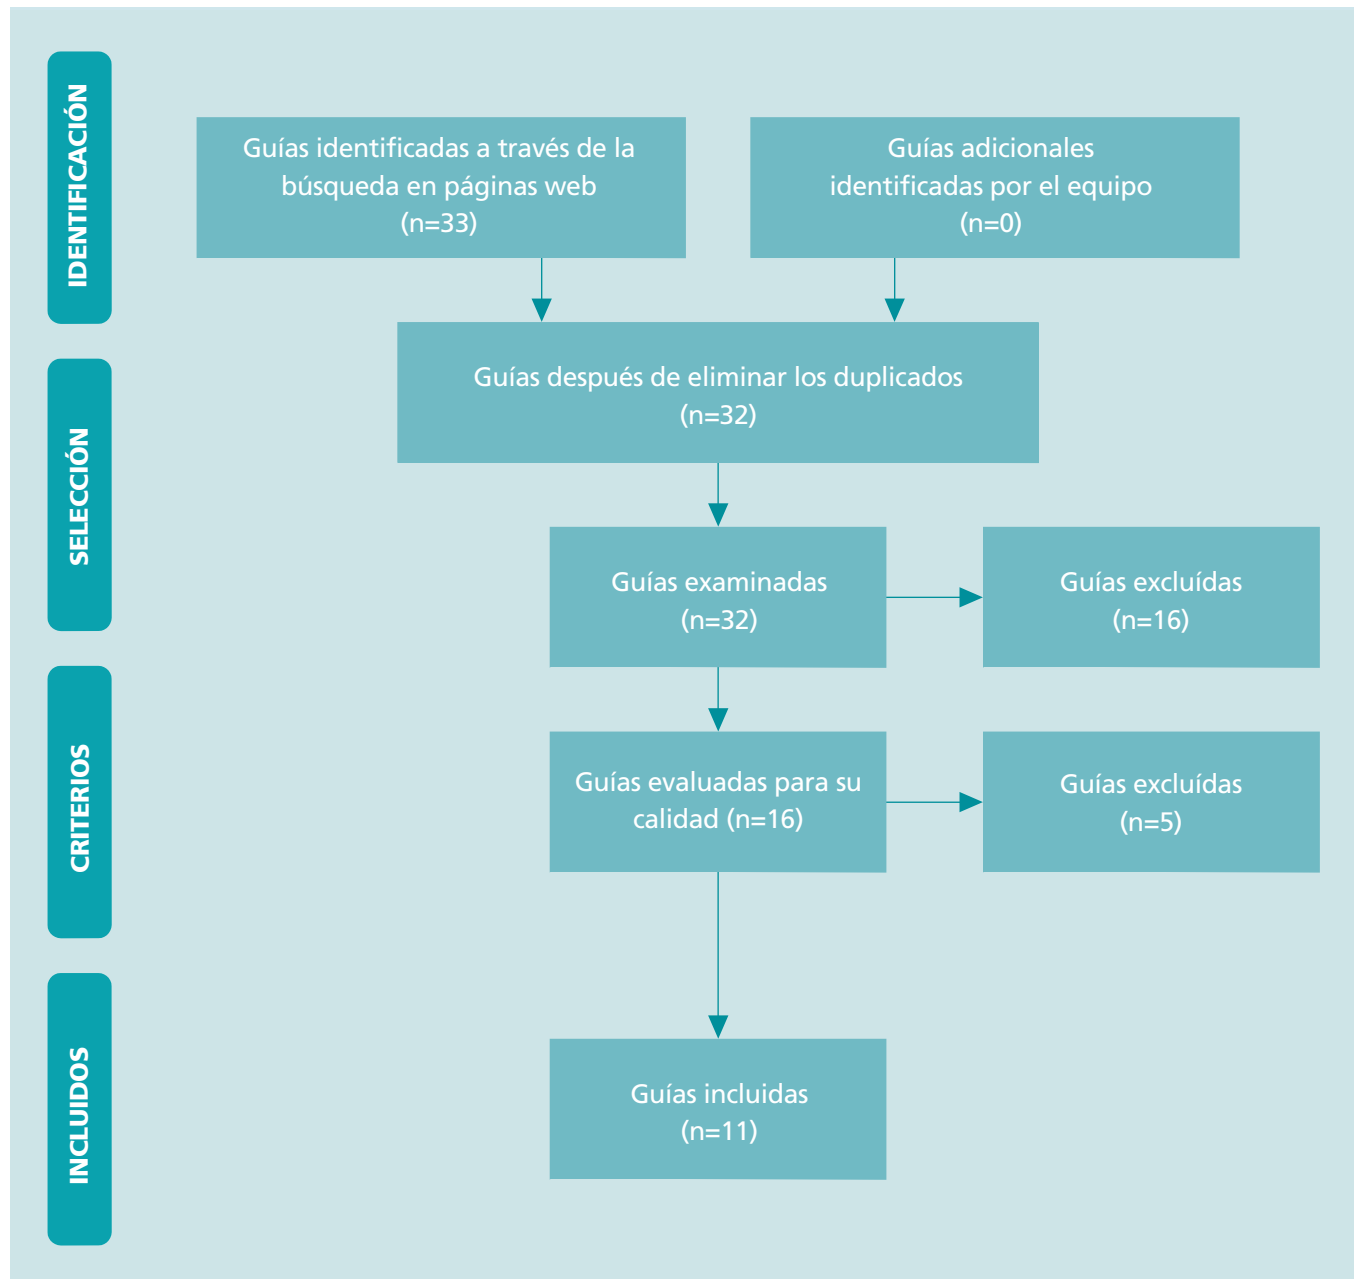 IDENTIFICACIÓN
Guías identificadas a través de la
búsqueda en páginas web
(n=33)
Guías adicionales
identificadas por el equipo
(n=0)
Guías después de eliminar los duplicados
(n=32)
SELECCIÓN
Guías examinadas
(n=32)
Guías excluídas
(n=16)
CRITERIOS
Guías evaluadas para su
calidad (n=16)
Guías excluídas
(n=5)
INCLUIDOS
Guías incluidas
(n=11)